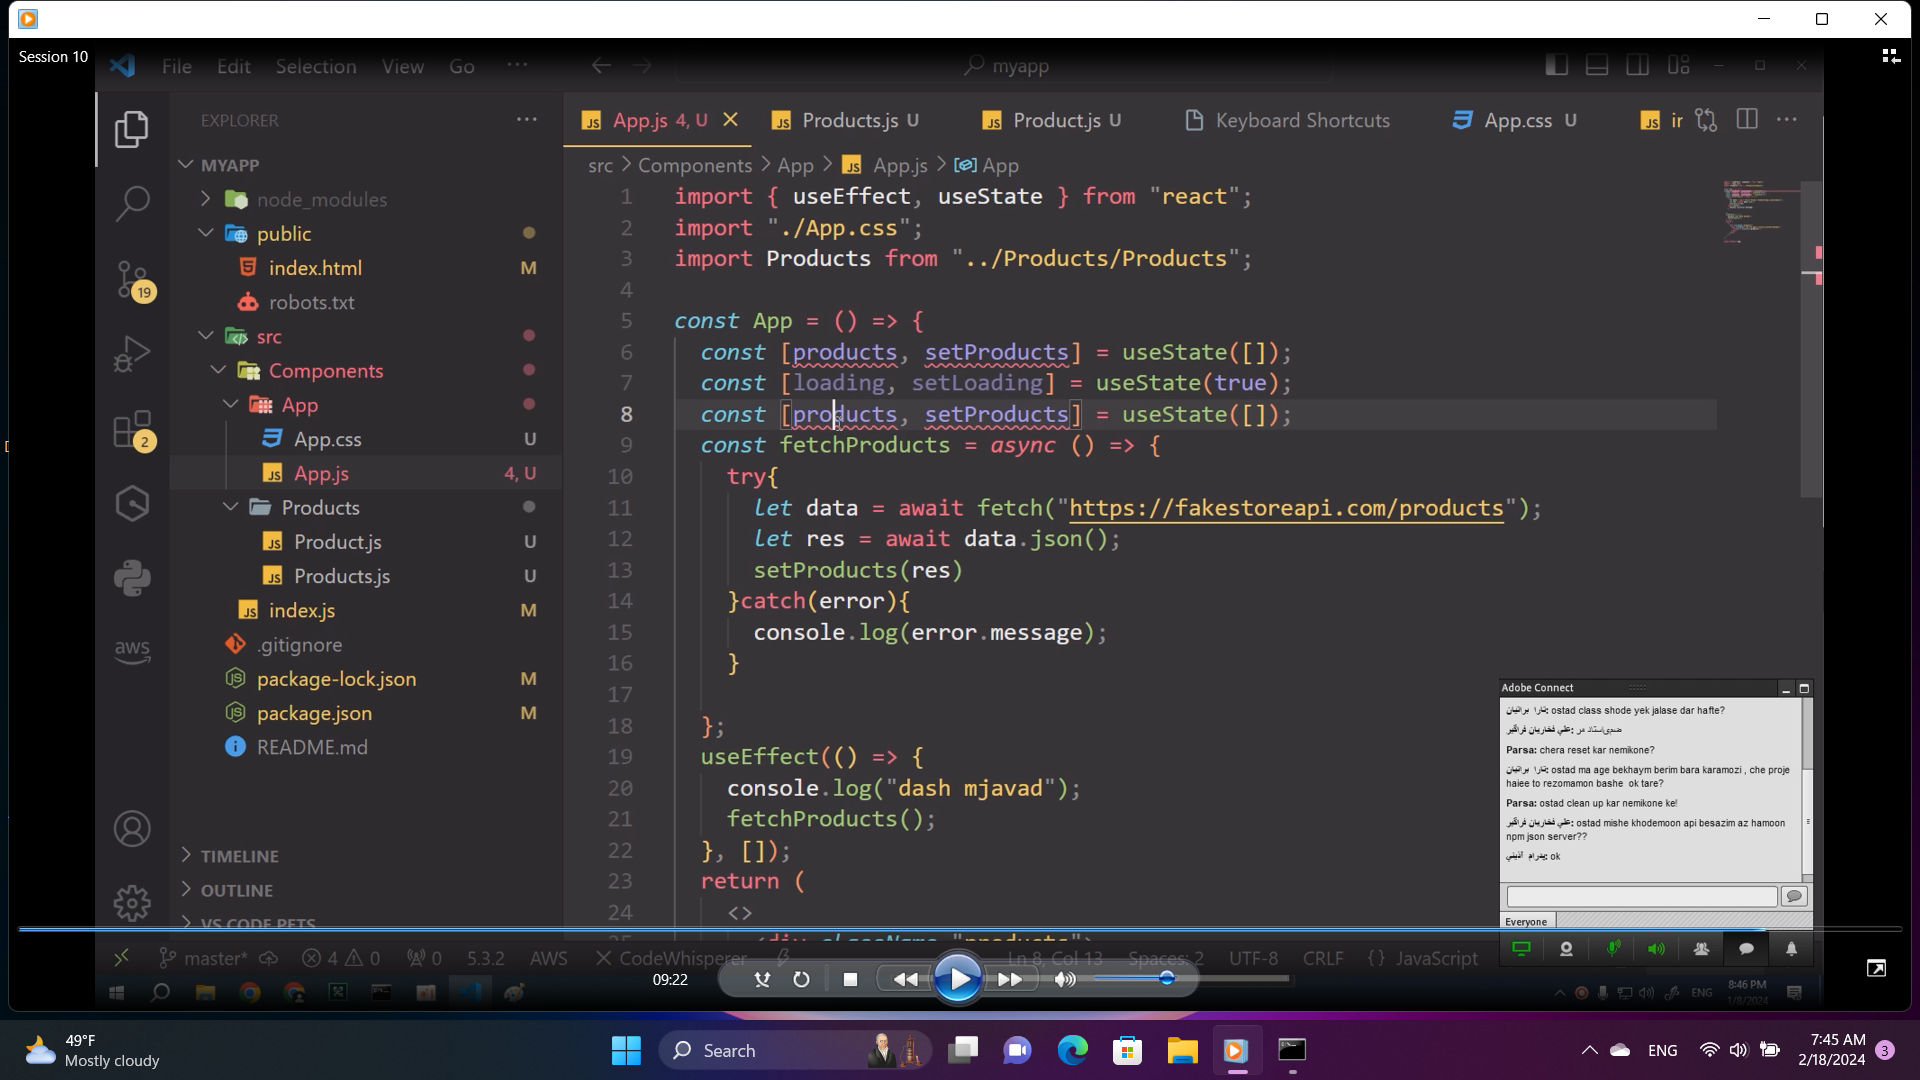 Session 10
File Edit Selection View Go ··· myapp
EXPLORER ···
App.js 4, U Products.js U Product.js U Keyboard Shortcuts App.css U ir ···
MYAPP
src > Components > App > App.js > App
node_modules
public
index.html M
robots.txt
src
Components
App
App.css U
App.js 4, U
Products
Product.js U
Products.js U
index.js M
.gitignore
package-lock.json M
package.json M
README.md
TIMELINE
OUTLINE
VS CODE PETS
19
2
aws
1 import { useEffect, useState } from "react";
2 import "./App.css";
3 import Products from "../Products/Products";
4
5 const App = () => {
6 const [products, setProducts] = useState([]);
7 const [loading, setLoading] = useState(true);
8 const [products, setProducts] = useState([]);
9 const fetchProducts = async () => {
10 try{
11 let data = await fetch("https://fakestoreapi.com/products");
12 let res = await data.json();
13 setProducts(res)
14 }catch(error){
15 console.log(error.message);
16 }
17
18 };
19 useEffect(() => {
20 console.log("dash mjavad");
21 fetchProducts();
22 }, []);
23 return (
24 <>
25 <div className="products">
Adobe Connect
تارا براتیان: ostad class shode yek jalase dar hafte?
Parsa: chera reset kar nemikone?
تارا براتیان: ostad ma age bekhaym berim bara karamozi , che proje
haiee to rezomamon bashe ok tare?
Parsa: ostad clean up kar nemikone ke!
علی فخاریان فراگیر: ostad mishe khodemoon api besazim az hamoon
npm json server??
ok
Everyone
master* 4 0 0 5.3.2 AWS CodeWhisperer Ln 8, Col 13 Spaces: 2 UTF-8 CRLF {} JavaScript
09:22
ENG 8:46 PM
1/8/2024
49°F
Mostly cloudy
Search
ENG
7:45 AM
2/18/2024
3